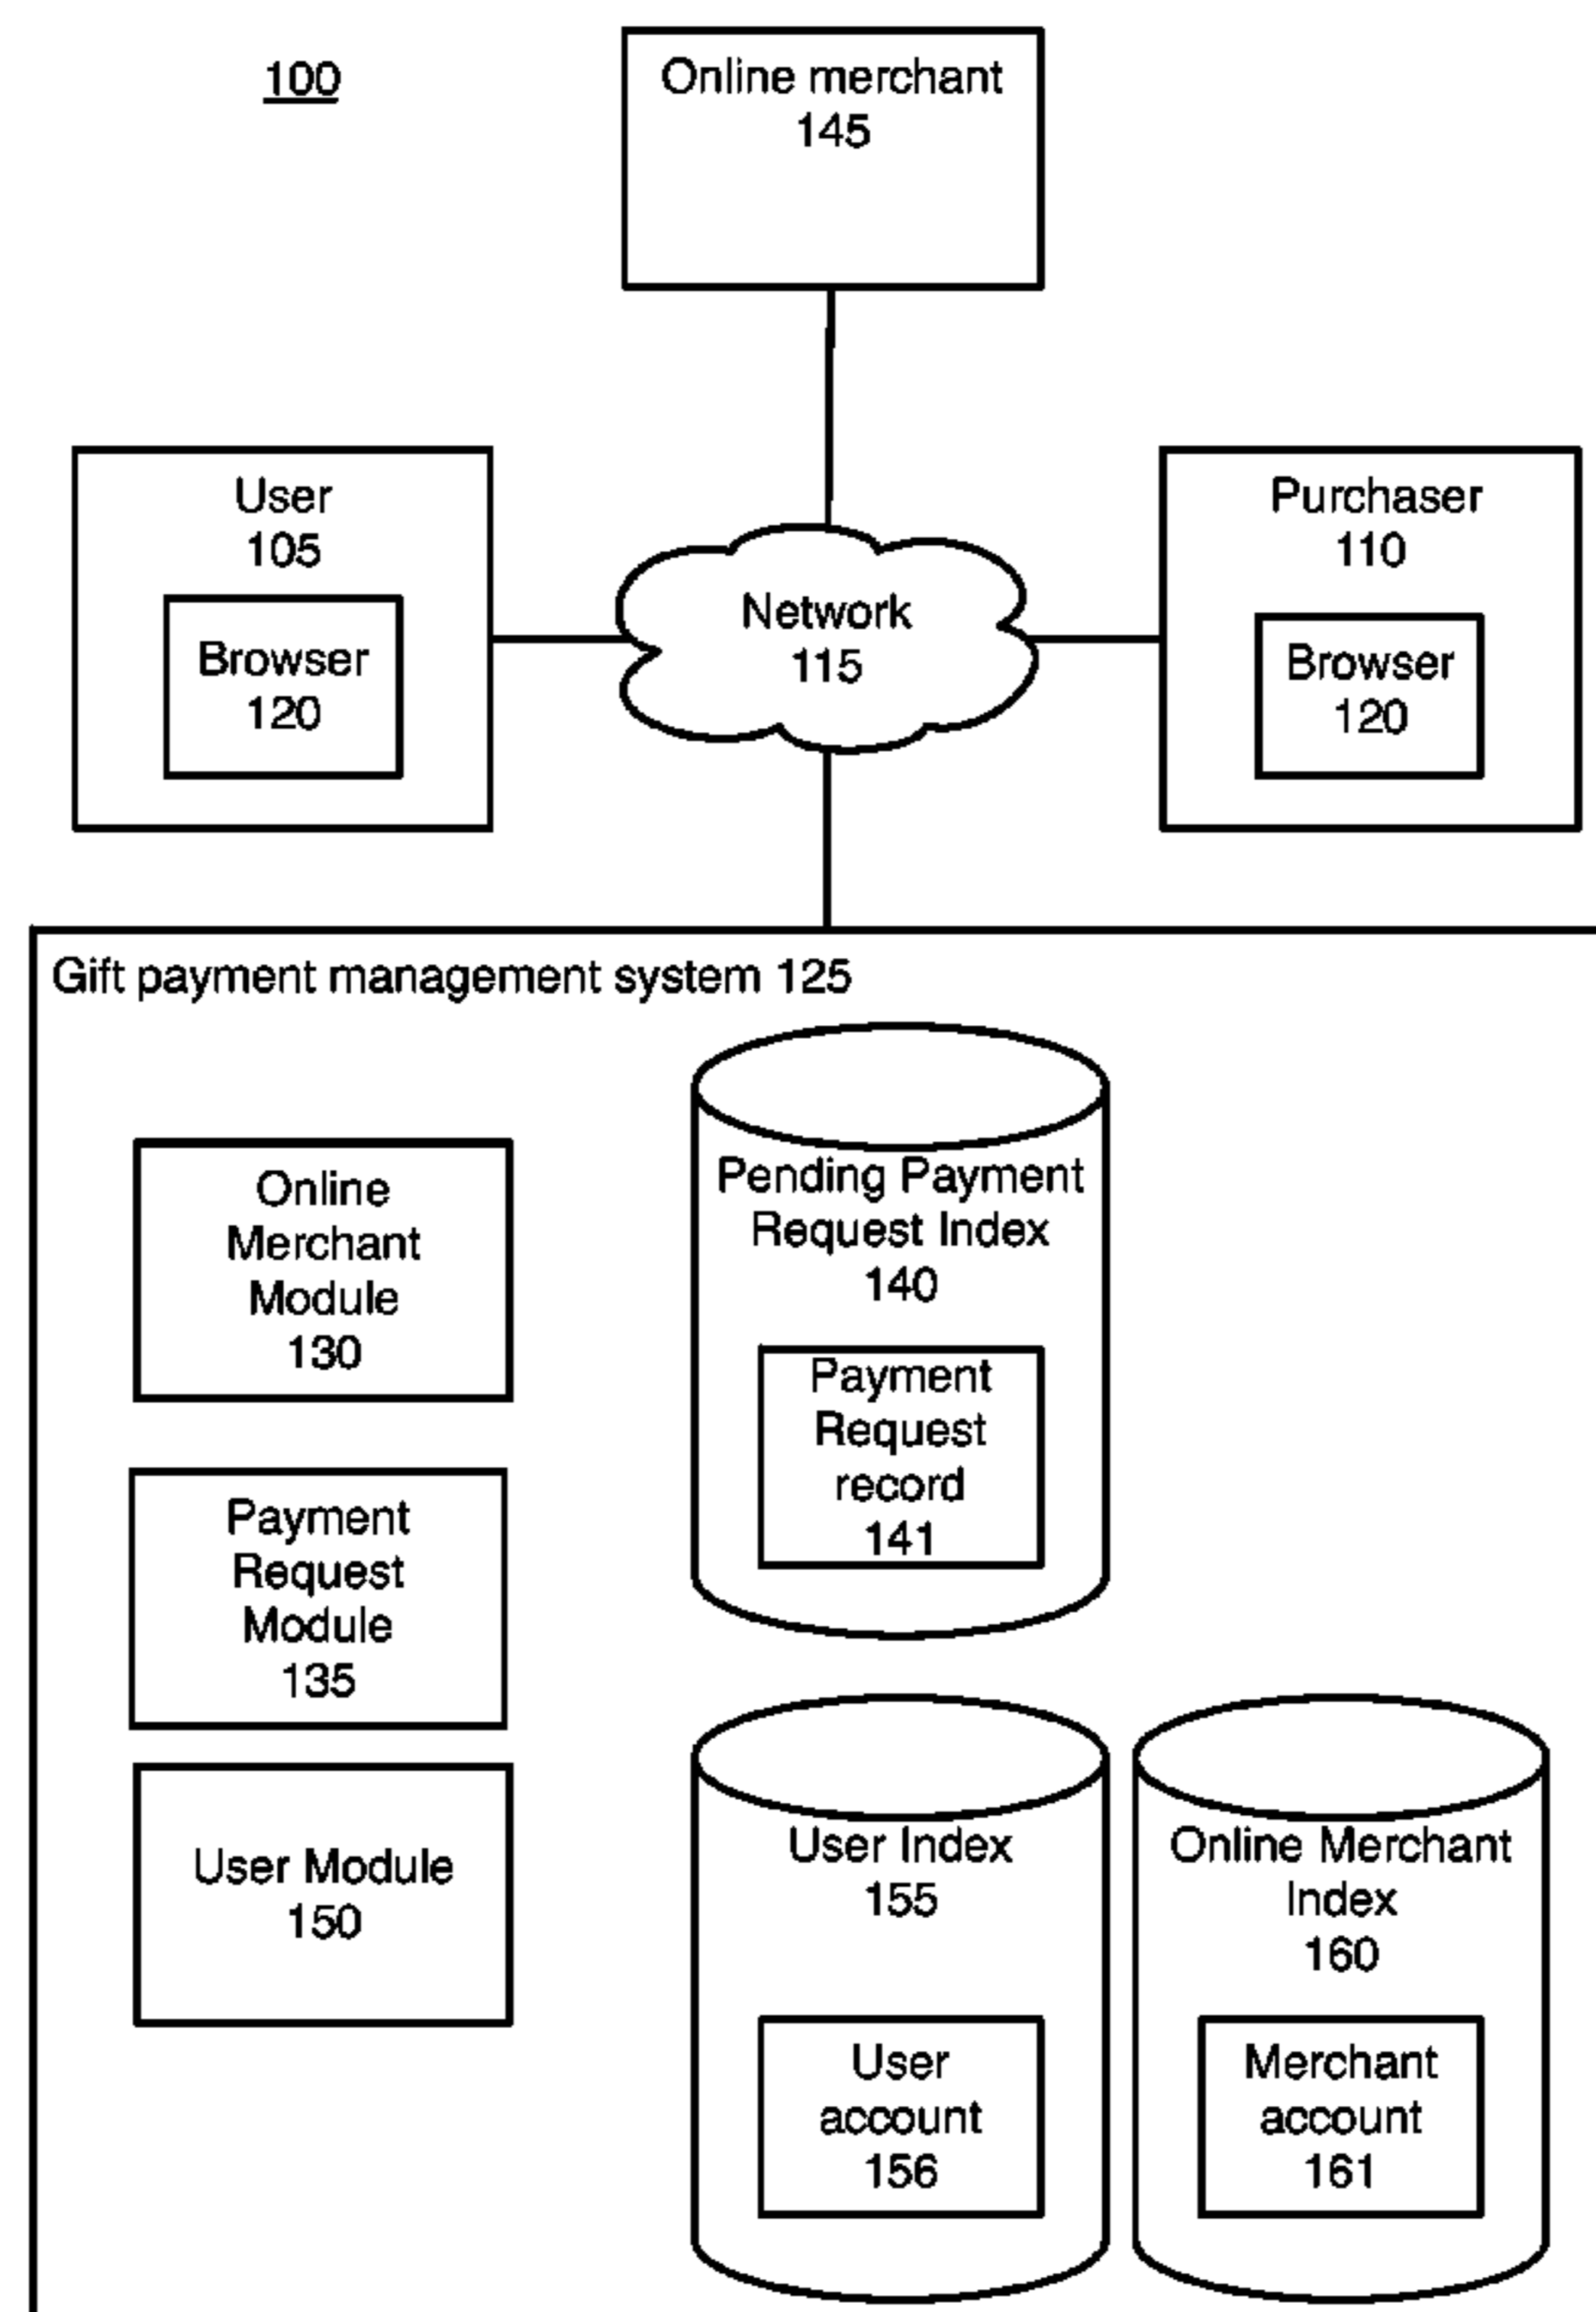 100
Online merchant
145
User
105
Browser
120
Network
115
Purchaser
110
Browser
120
Gift payment management system 125
Online
Merchant
Module
130
Payment
Request
Module
135
User Module
150
Pending Payment
Request Index
140
Payment
Request
record
141
User Index
155
User
account
156
Online Merchant
Index
160
Merchant
account
161